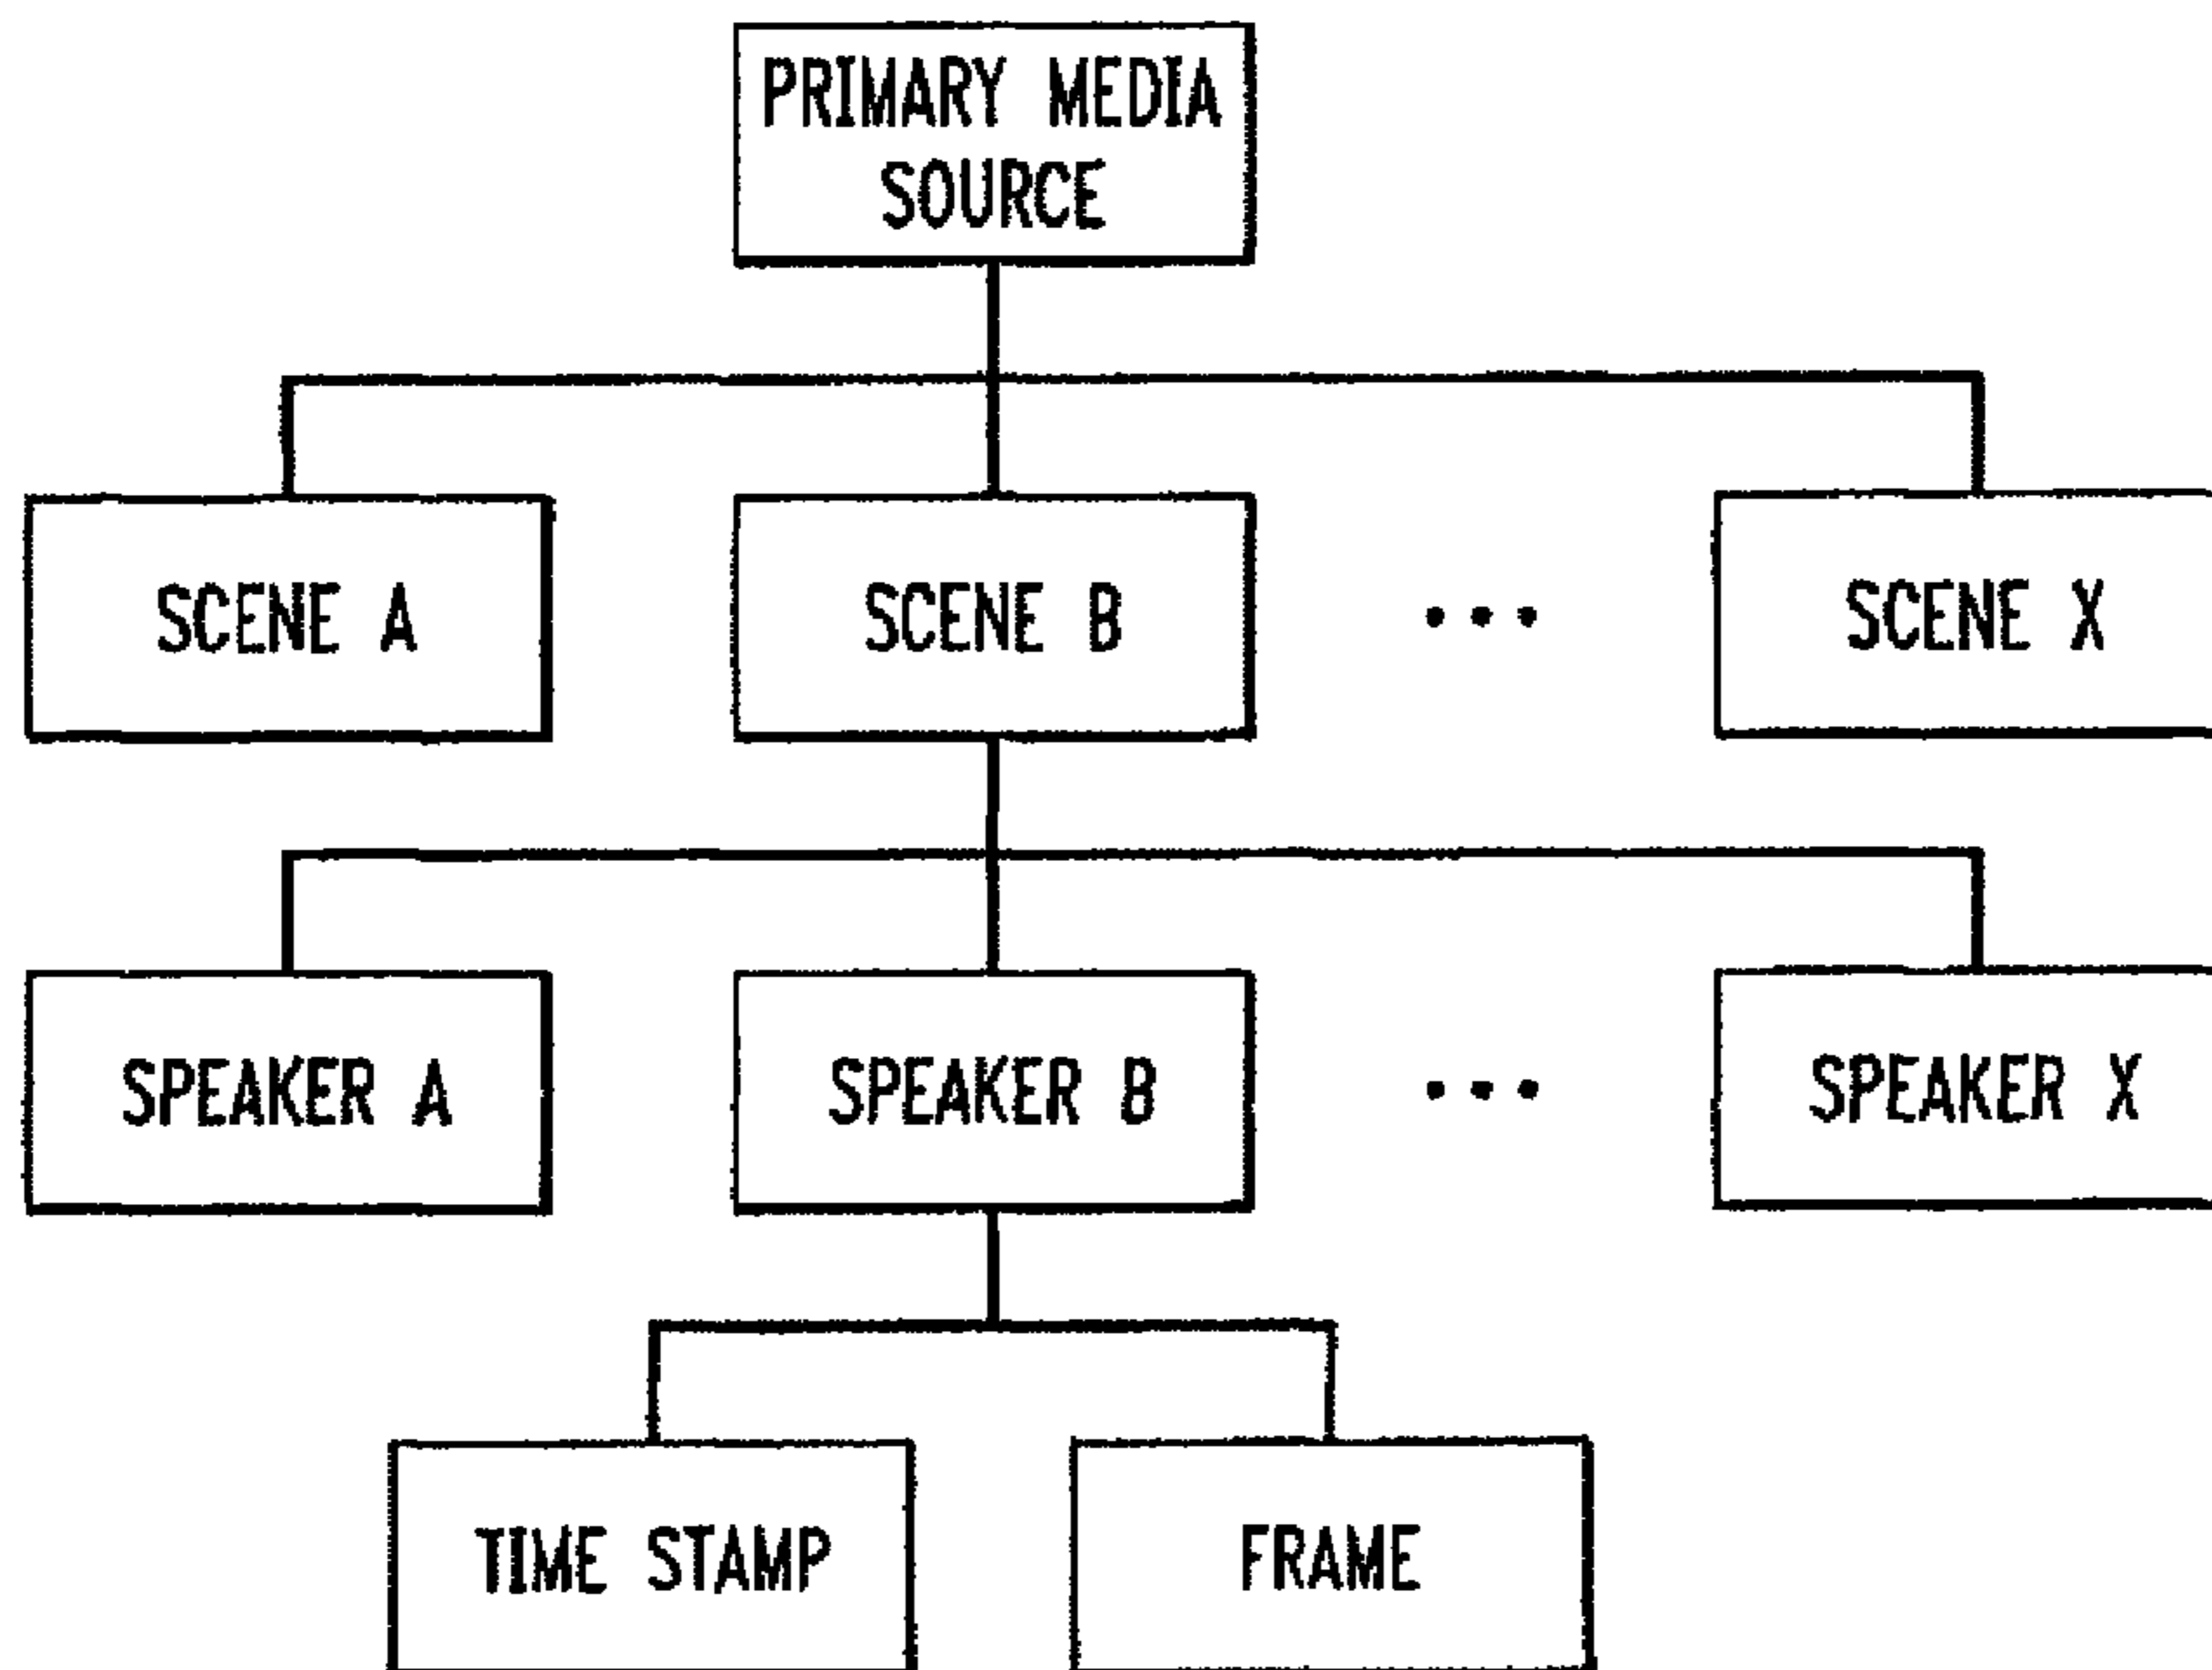 PRIMARY MEDIA
SOURCE
SCENE A
SCENE B
• • •
SCENE X
SPEAKER A
SPEAKER B
• • •
SPEAKER X
TIME STAMP
FRAME